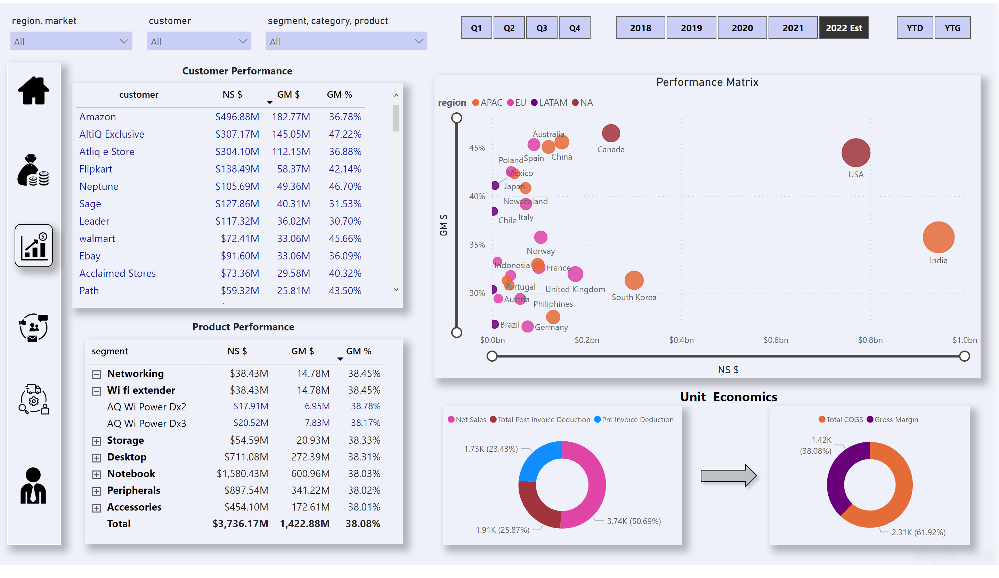 region, market
customer
segment, category, product
All
All
All
Q1
Q2
Q3
Q4
2018
2019
2020
2021
2022 Est
YTD
YTG
Customer Performance
customer NS $ GM $ GM %
Amazon $496.88M 182.77M 36.78%
AltiQ Exclusive $307.17M 145.05M 47.22%
Atliq e Store $304.10M 112.15M 36.88%
Flipkart $138.49M 58.37M 42.14%
Neptune $105.69M 49.36M 46.70%
Sage $127.86M 40.31M 31.53%
Leader $117.32M 36.02M 30.70%
walmart $72.41M 33.06M 45.66%
Ebay $91.60M 33.06M 36.09%
Acclaimed Stores $73.36M 29.58M 40.32%
Path $59.32M 25.81M 43.50%
Product Performance
segment NS $ GM $ GM %
Networking $38.43M 14.78M 38.45%
Wi fi extender $38.43M 14.78M 38.45%
AQ Wi Power Dx2 $17.91M 6.95M 38.78%
AQ Wi Power Dx3 $20.52M 7.83M 38.17%
Storage $54.59M 20.93M 38.33%
Desktop $711.08M 272.39M 38.31%
Notebook $1,580.43M 600.96M 38.03%
Peripherals $897.54M 341.22M 38.02%
Accessories $454.10M 172.61M 38.01%
Total $3,736.17M 1,422.88M 38.08%
Performance Matrix
region APAC EU LATAM NA
GM $
45%
40%
35%
30%
Australia
Canada
Spain
China
Poland
USA
Mexico
Japan
Newzealand
Italy
Chile
Norway
India
Indonesia
France
Portugal
United Kingdom
South Korea
Austria
Philiphines
Brazil
Germany
$0.0bn
$0.2bn
$0.4bn
$0.6bn
$0.8bn
$1.0bn
NS $
Unit Economics
Net Sales Total Post Invoice Deduction Pre Invoice Deduction
1.73K (23.43%)
3.74K (50.69%)
1.91K (25.87%)
Total COGS Gross Margin
1.42K
(38.08%)
2.31K (61.92%)